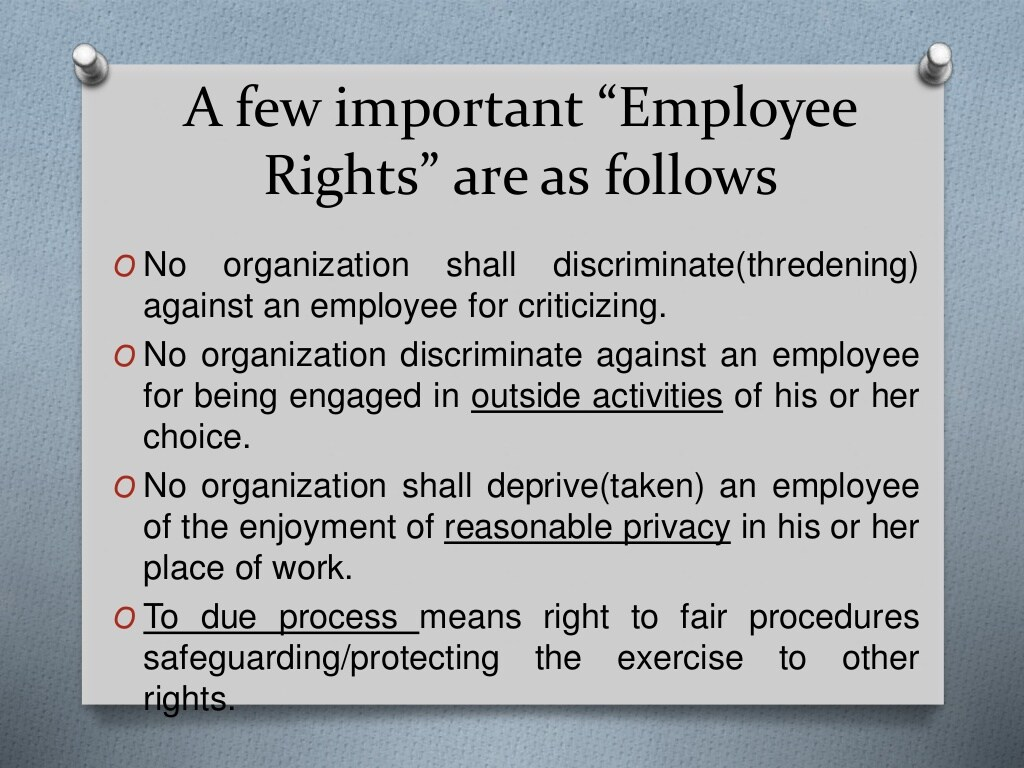 A few important “Employee
Rights” are as follows
No organization shall discriminate(thredening)
against an employee for criticizing.
No organization discriminate against an employee
for being engaged in outside activities of his or her
choice.
No organization shall deprive(taken) an employee
of the enjoyment of reasonable privacy in his or her
place of work.
To due process means right to fair procedures
safeguarding/protecting the exercise to other
rights.